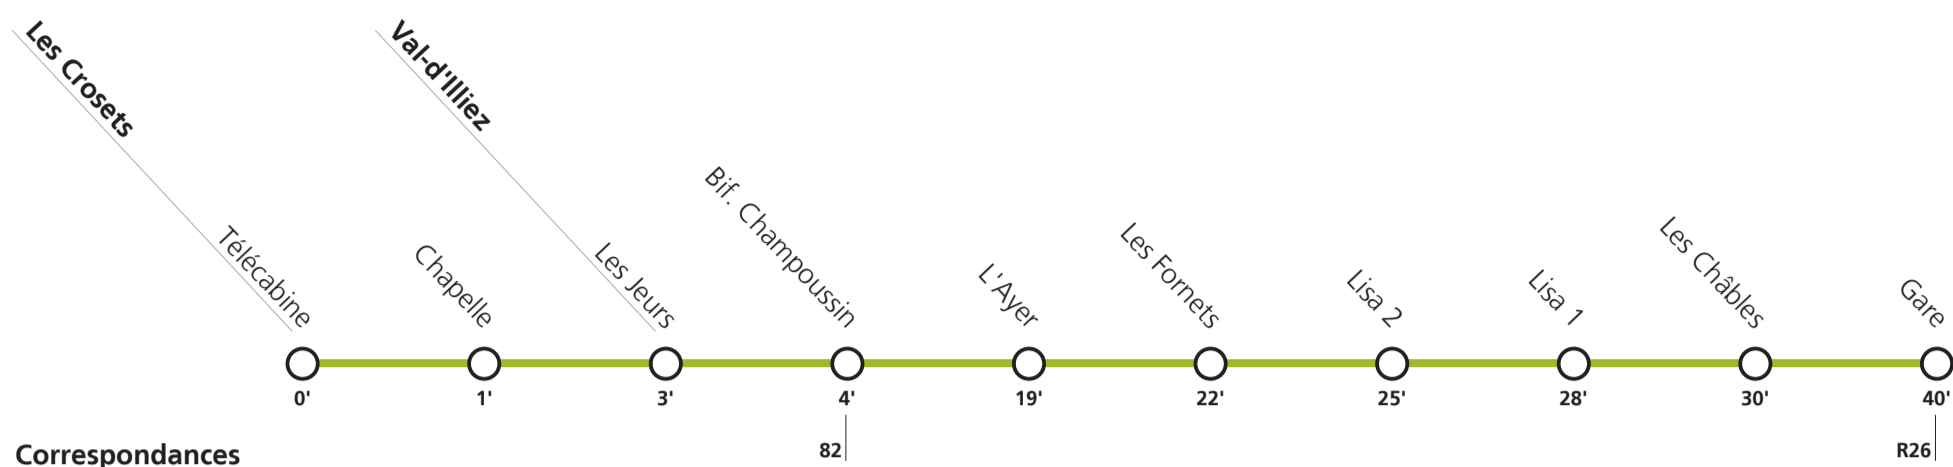 Les Crosets
Télécabine
Chapelle
Val-d'Illiez
Les Jeurs
Bif. Champoussin
L'Ayer
Les Fornets
Lisa 2
Lisa 1
Les Châbles
Gare
0' 1' 3' 4' 19' 22' 25' 28' 30' 40'
Correspondances 82 R26